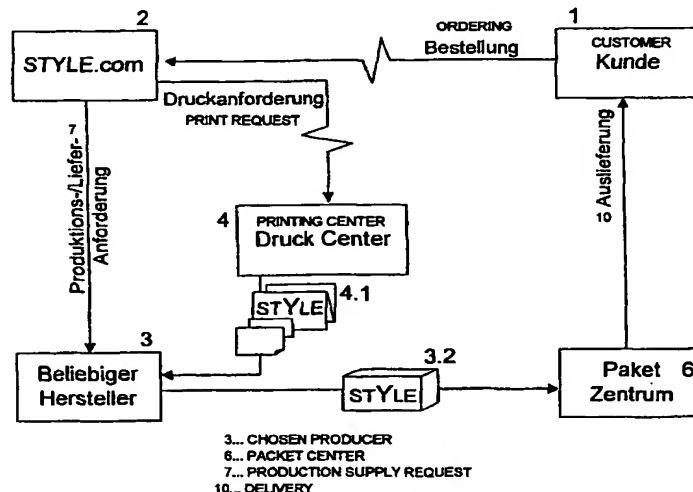 2
STYLE.com
ORDERING
Bestellung
1
CUSTOMER
Kunde
Druckanforderung
PRINT REQUEST
7
Produktions-/Liefer-
Anforderung
4
PRINTING CENTER
Druck Center
4.1
STYLE
10 Auslieferung
3
Beliebiger
Hersteller
3.2
STYLE
Paket
Zentrum
6
3... CHOSEN PRODUCER
6... PACKET CENTER
7... PRODUCTION SUPPLY REQUEST
10... DELIVERY